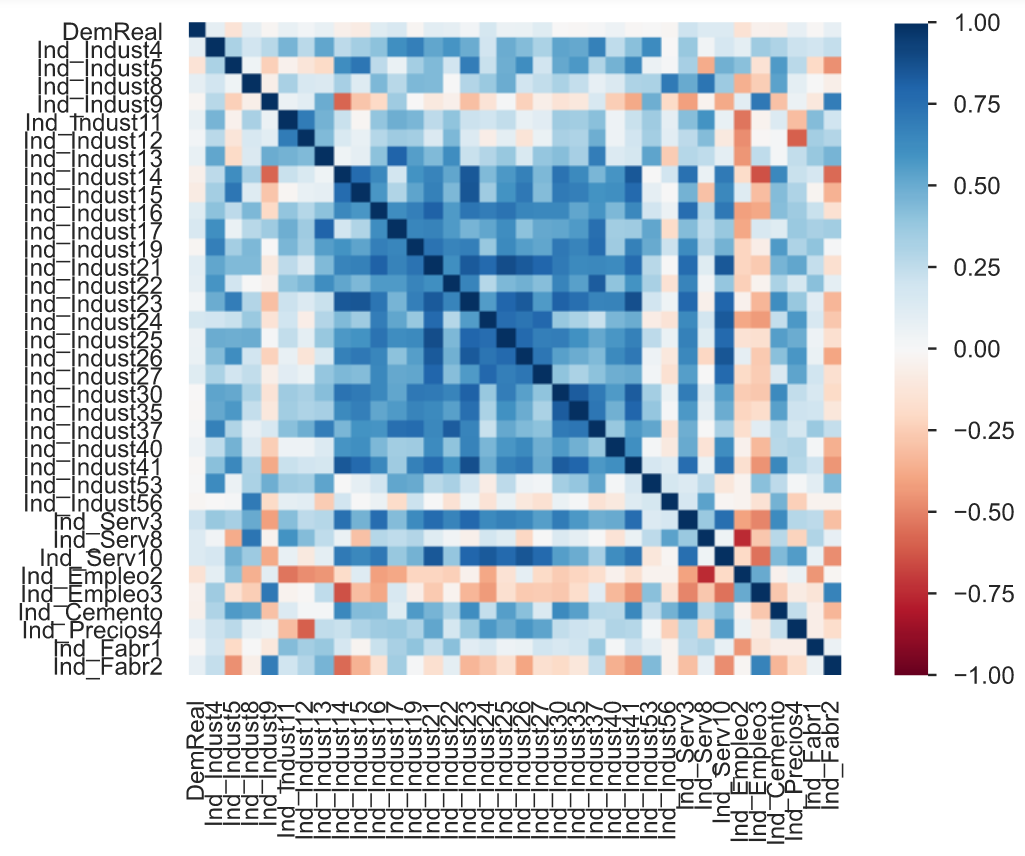 DemReal
Ind_Indust4
Ind_Indust5
Ind_Indust8
Ind_Indust9
Ind_Indust11
Ind_Indust12
Ind_Indust13
Ind_Indust14
Ind_Indust15
Ind_Indust16
Ind_Indust17
Ind_Indust19
Ind_Indust21
Ind_Indust22
Ind_Indust23
Ind_Indust24
Ind_Indust25
Ind_Indust26
Ind_Indust27
Ind_Indust30
Ind_Indust35
Ind_Indust37
Ind_Indust40
Ind_Indust41
Ind_Indust53
Ind_Indust56
Ind_Serv3
Ind_Serv8
Ind_Serv10
Ind_Empleo2
Ind_Empleo3
Ind_Cemento
Ind_Precios4
Ind_Fabr1
Ind_Fabr2
DemReal
Ind_Indust4
Ind_Indust5
Ind_Indust8
Ind_Indust9
Ind_Indust11
Ind_Indust12
Ind_Indust13
Ind_Indust14
Ind_Indust15
Ind_Indust16
Ind_Indust17
Ind_Indust19
Ind_Indust21
Ind_Indust22
Ind_Indust23
Ind_Indust24
Ind_Indust25
Ind_Indust26
Ind_Indust27
Ind_Indust30
Ind_Indust35
Ind_Indust37
Ind_Indust40
Ind_Indust41
Ind_Indust53
Ind_Indust56
Ind_Serv3
Ind_Serv8
Ind_Serv10
Ind_Empleo2
Ind_Empleo3
Ind_Cemento
Ind_Precios4
Ind_Fabr1
Ind_Fabr2
1.00
0.75
0.50
0.25
0.00
−0.25
−0.50
−0.75
−1.00